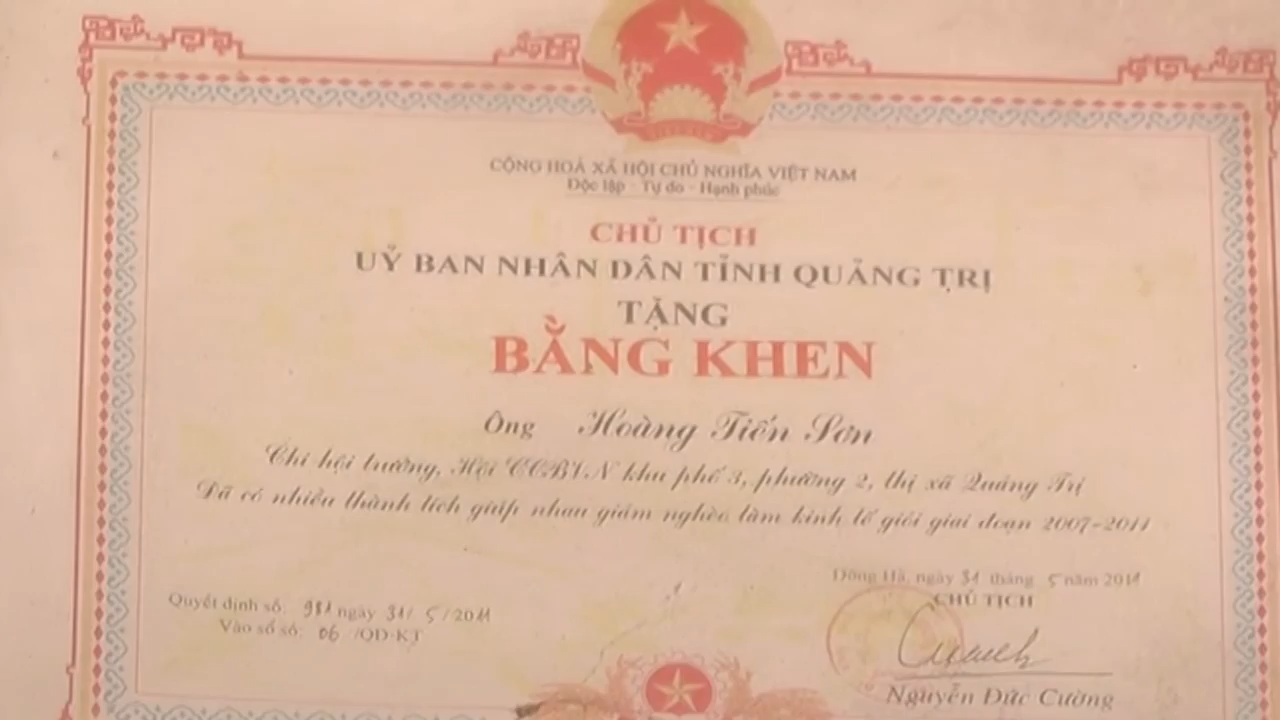 CỘNG HOÀ XÃ HỘI CHỦ NGHĨA VIỆT NAM
Độc lập - Tự do - Hạnh phúc
CHỦ TỊCH
UỶ BAN NHÂN DÂN TỈNH QUẢNG TRỊ
TẶNG
BẰNG KHEN
Ông Hoàng Tiến Sơn
Chi hội trưởng, Hội CCBVN khu phố 3, phường 2, thị xã Quảng Trị
Đã có nhiều thành tích giúp nhau giảm nghèo làm kinh tế giỏi giai đoạn 2007-2011
Đông Hà, ngày 31 tháng 5 năm 2011
CHỦ TỊCH
Quyết định số: 981 ngày 31/ 5 /2011
Vào sổ số: 06 /QĐ-KT
Nguyễn Đức Cường